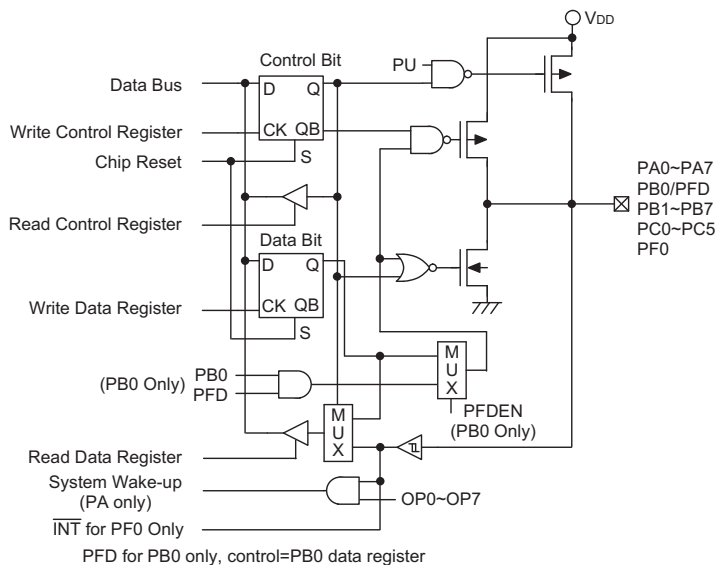 VDD
Control Bit
PU
Data Bus
D Q
Write Control Register
CK QB
Chip Reset
S
PA0~PA7
PB0/PFD
PB1~PB7
PC0~PC5
PF0
Read Control Register
Data Bit
D Q
Write Data Register
CK QB
S
M
U
X
(PB0 Only)
PB0
PFD
PFDEN
(PB0 Only)
M
U
X
Read Data Register
System Wake-up
(PA only)
OP0~OP7
INT for PF0 Only
PFD for PB0 only, control=PB0 data register